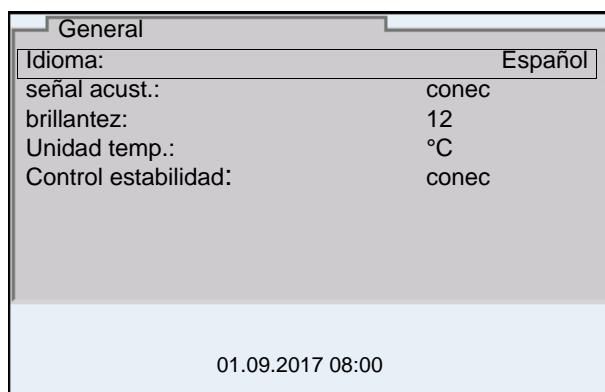 General
Idioma: Español
señal acust.: conec
brillantez: 12
Unidad temp.: °C
Control estabilidad: conec
01.09.2017 08:00